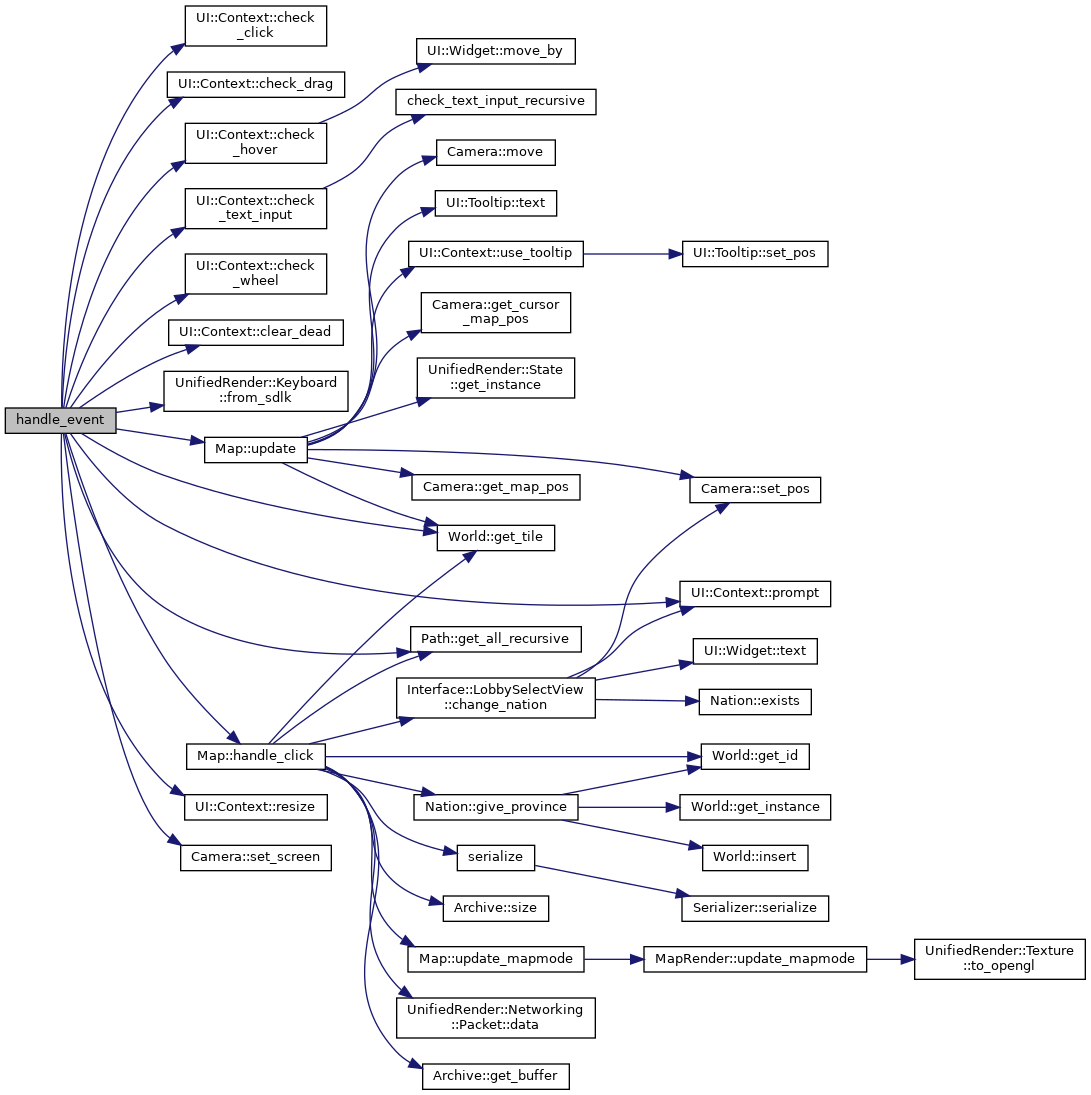 UI::Context::check
_click
UI::Widget::move_by
UI::Context::check_drag
check_text_input_recursive
UI::Context::check
_hover
Camera::move
UI::Context::check
_text_input
UI::Tooltip::text
UI::Context::use_tooltip
UI::Tooltip::set_pos
UI::Context::check
_wheel
Camera::get_cursor
_map_pos
UI::Context::clear_dead
UnifiedRender::State
::get_instance
UnifiedRender::Keyboard
::from_sdlk
handle_event
Map::update
Camera::get_map_pos
Camera::set_pos
World::get_tile
UI::Context::prompt
Path::get_all_recursive
UI::Widget::text
Interface::LobbySelectView
::change_nation
Nation::exists
Map::handle_click
World::get_id
UI::Context::resize
Nation::give_province
World::get_instance
Camera::set_screen
serialize
World::insert
Archive::size
Serializer::serialize
Map::update_mapmode
MapRender::update_mapmode
UnifiedRender::Texture
::to_opengl
UnifiedRender::Networking
::Packet::data
Archive::get_buffer